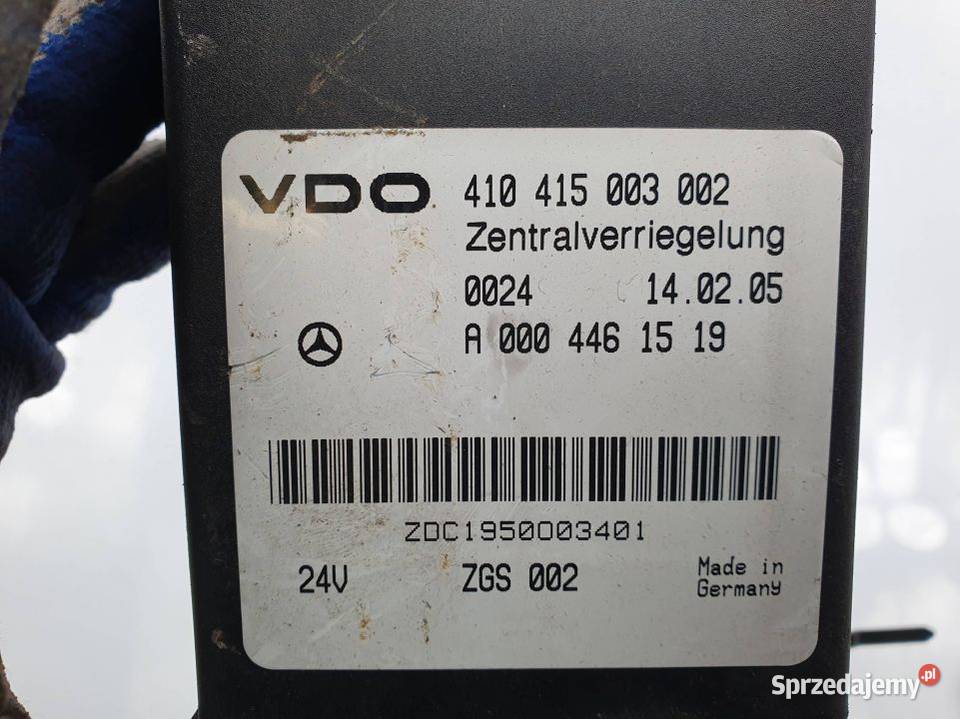 VDO 410 415 003 002
Zentralverriegelung
0024 14.02.05
A 000 446 15 19
ZDC1950003401
24V ZGS 002 Made in
Germany
Sprzedajemy.pl